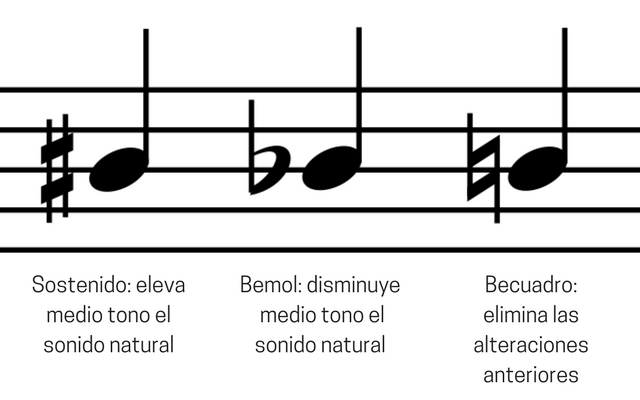 Sostenido: eleva
medio tono el
sonido natural
Bemol: disminuye
medio tono el
sonido natural
Becuadro:
elimina las
alteraciones
anteriores